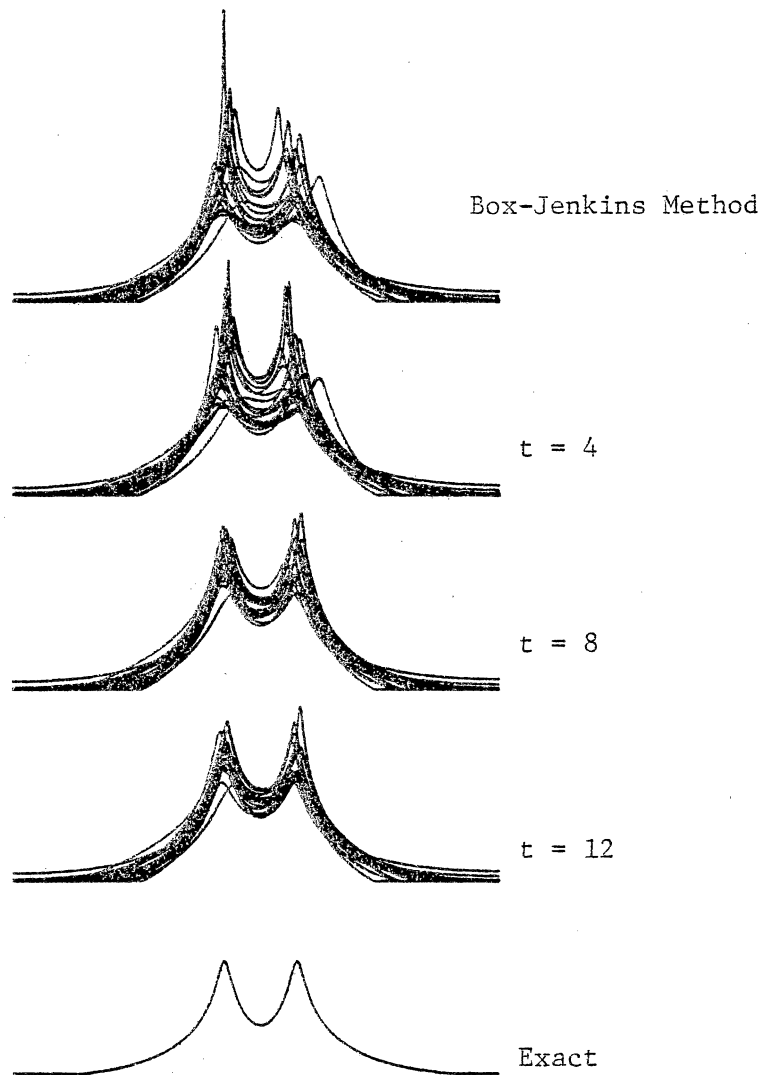 Box-Jenkins Method
t = 4
t = 8
t = 12
Exact